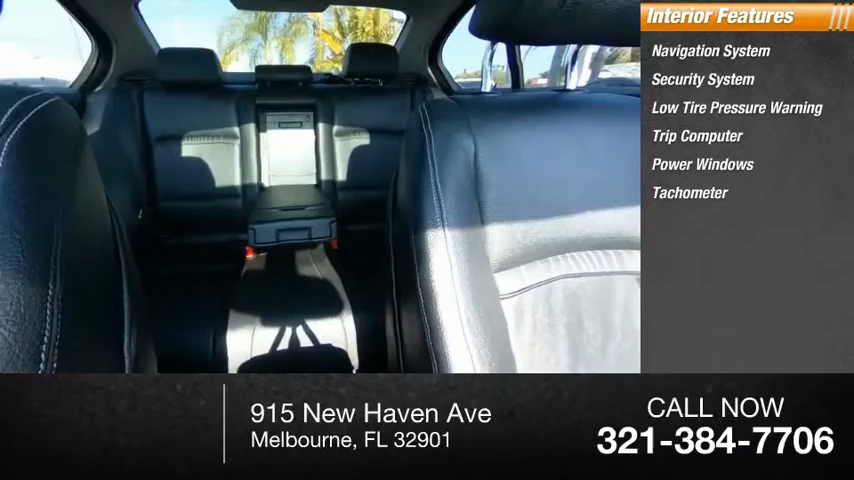 Interior Features
Navigation System
Security System
Low Tire Pressure Warning
Trip Computer
Power Windows
Tachometer
915 New Haven Ave
Melbourne, FL 32901
CALL NOW
321-384-7706